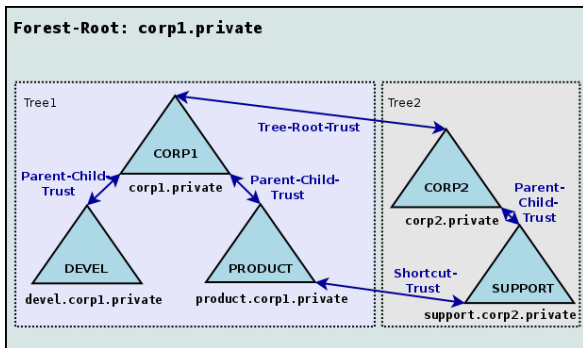 Forest-Root: corp1.private
Tree1
Tree2
Tree-Root-Trust
CORP1
corp1.private
Parent-Child-
Trust
Parent-Child-
Trust
CORP2
corp2.private
Parent-
Child-
Trust
DEVEL
devel.corp1.private
PRODUCT
product.corp1.private
Shortcut-
Trust
SUPPORT
support.corp2.private